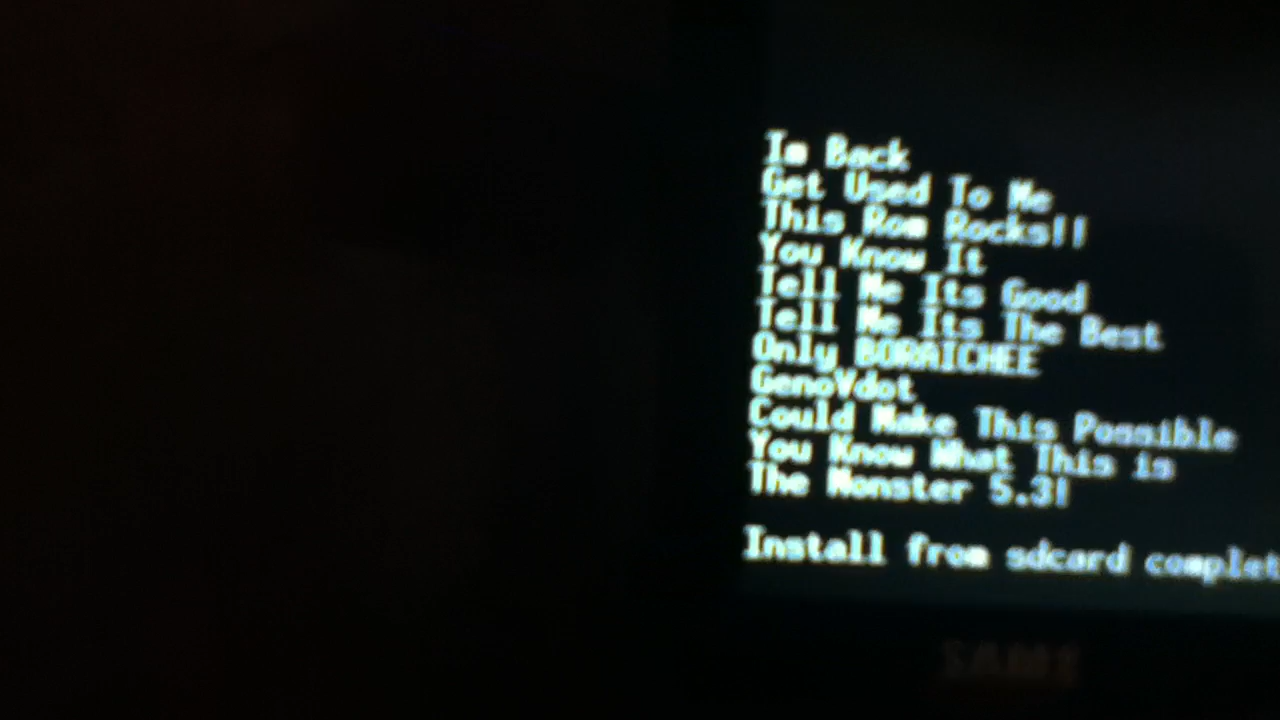 Im Back
Get Used To Me
This Rom Rocks!!
You Know It
Tell Me Its Good
Tell Me Its The Best
Only BORAICHEE
GenoVdot
Could Make This Possible
You Know What This is
The Monster 5.3!
Install from sdcard complet